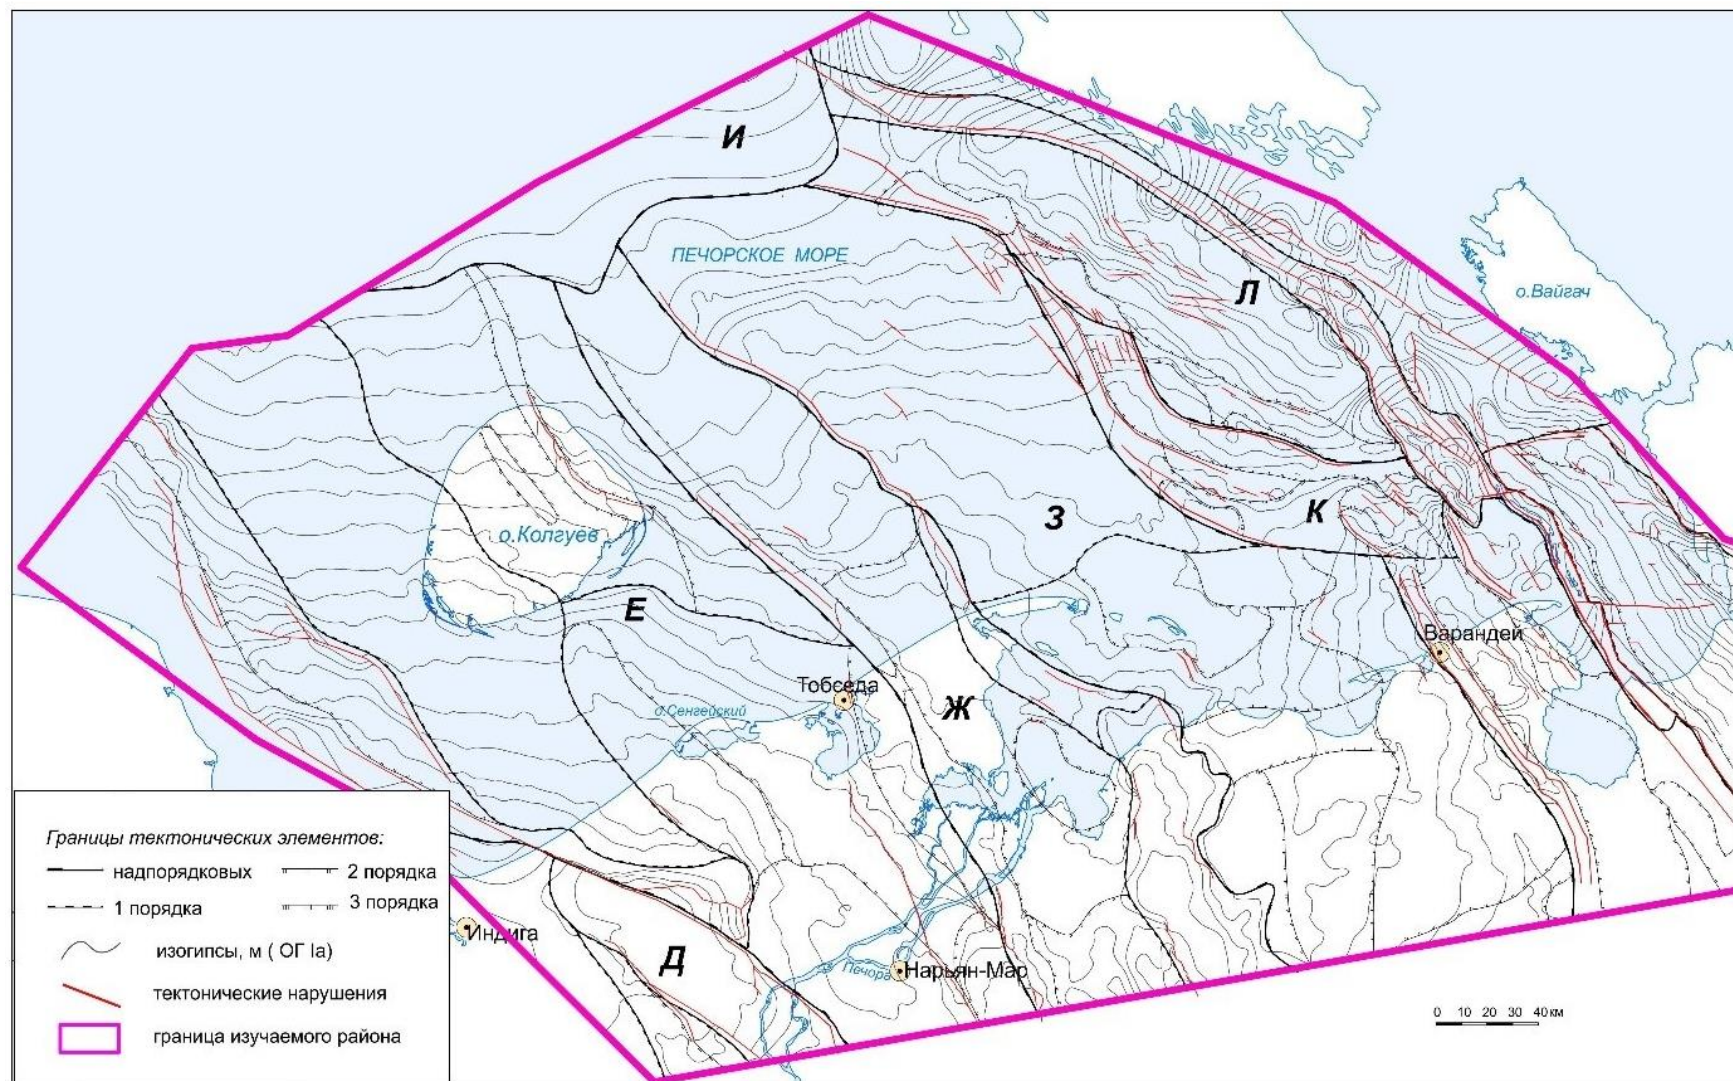 И
ПЕЧОРСКОЕ МОРЕ
Л
о.Вайгач
З
К
о.Колгуев
Е
Варандей
Тобседа
о.Сенгейский
Ж
Границы тектонических элементов:
надпорядковых
2 порядка
1 порядка
3 порядка
изогипсы, м ( ОГ Ia)
тектонические нарушения
граница изучаемого района
Индига
Д
Печора
Нарьян-Мар
0 10 20 30 40 км